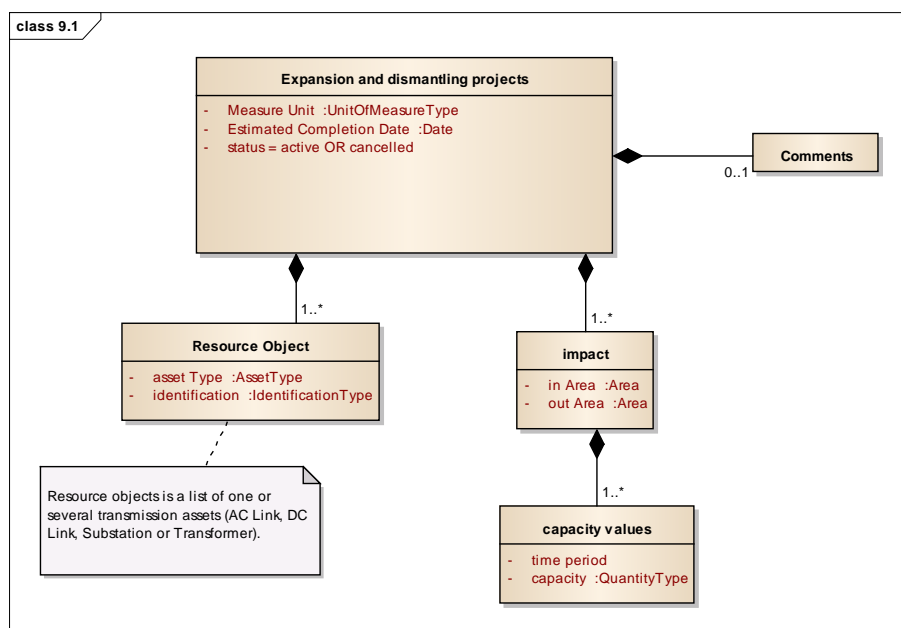 class 9.1
Expansion and dismantling projects
- Measure Unit :UnitOfMeasureType
- Estimated Completion Date :Date
- status = active OR cancelled
Comments
0..1
1..*
1..*
Resource Object
- asset Type :AssetType
- identification :IdentificationType
impact
- in Area :Area
- out Area :Area
Resource objects is a list of one or
several transmission assets (AC Link, DC
Link, Substation or Transformer).
1..*
capacity values
- time period
- capacity :QuantityType